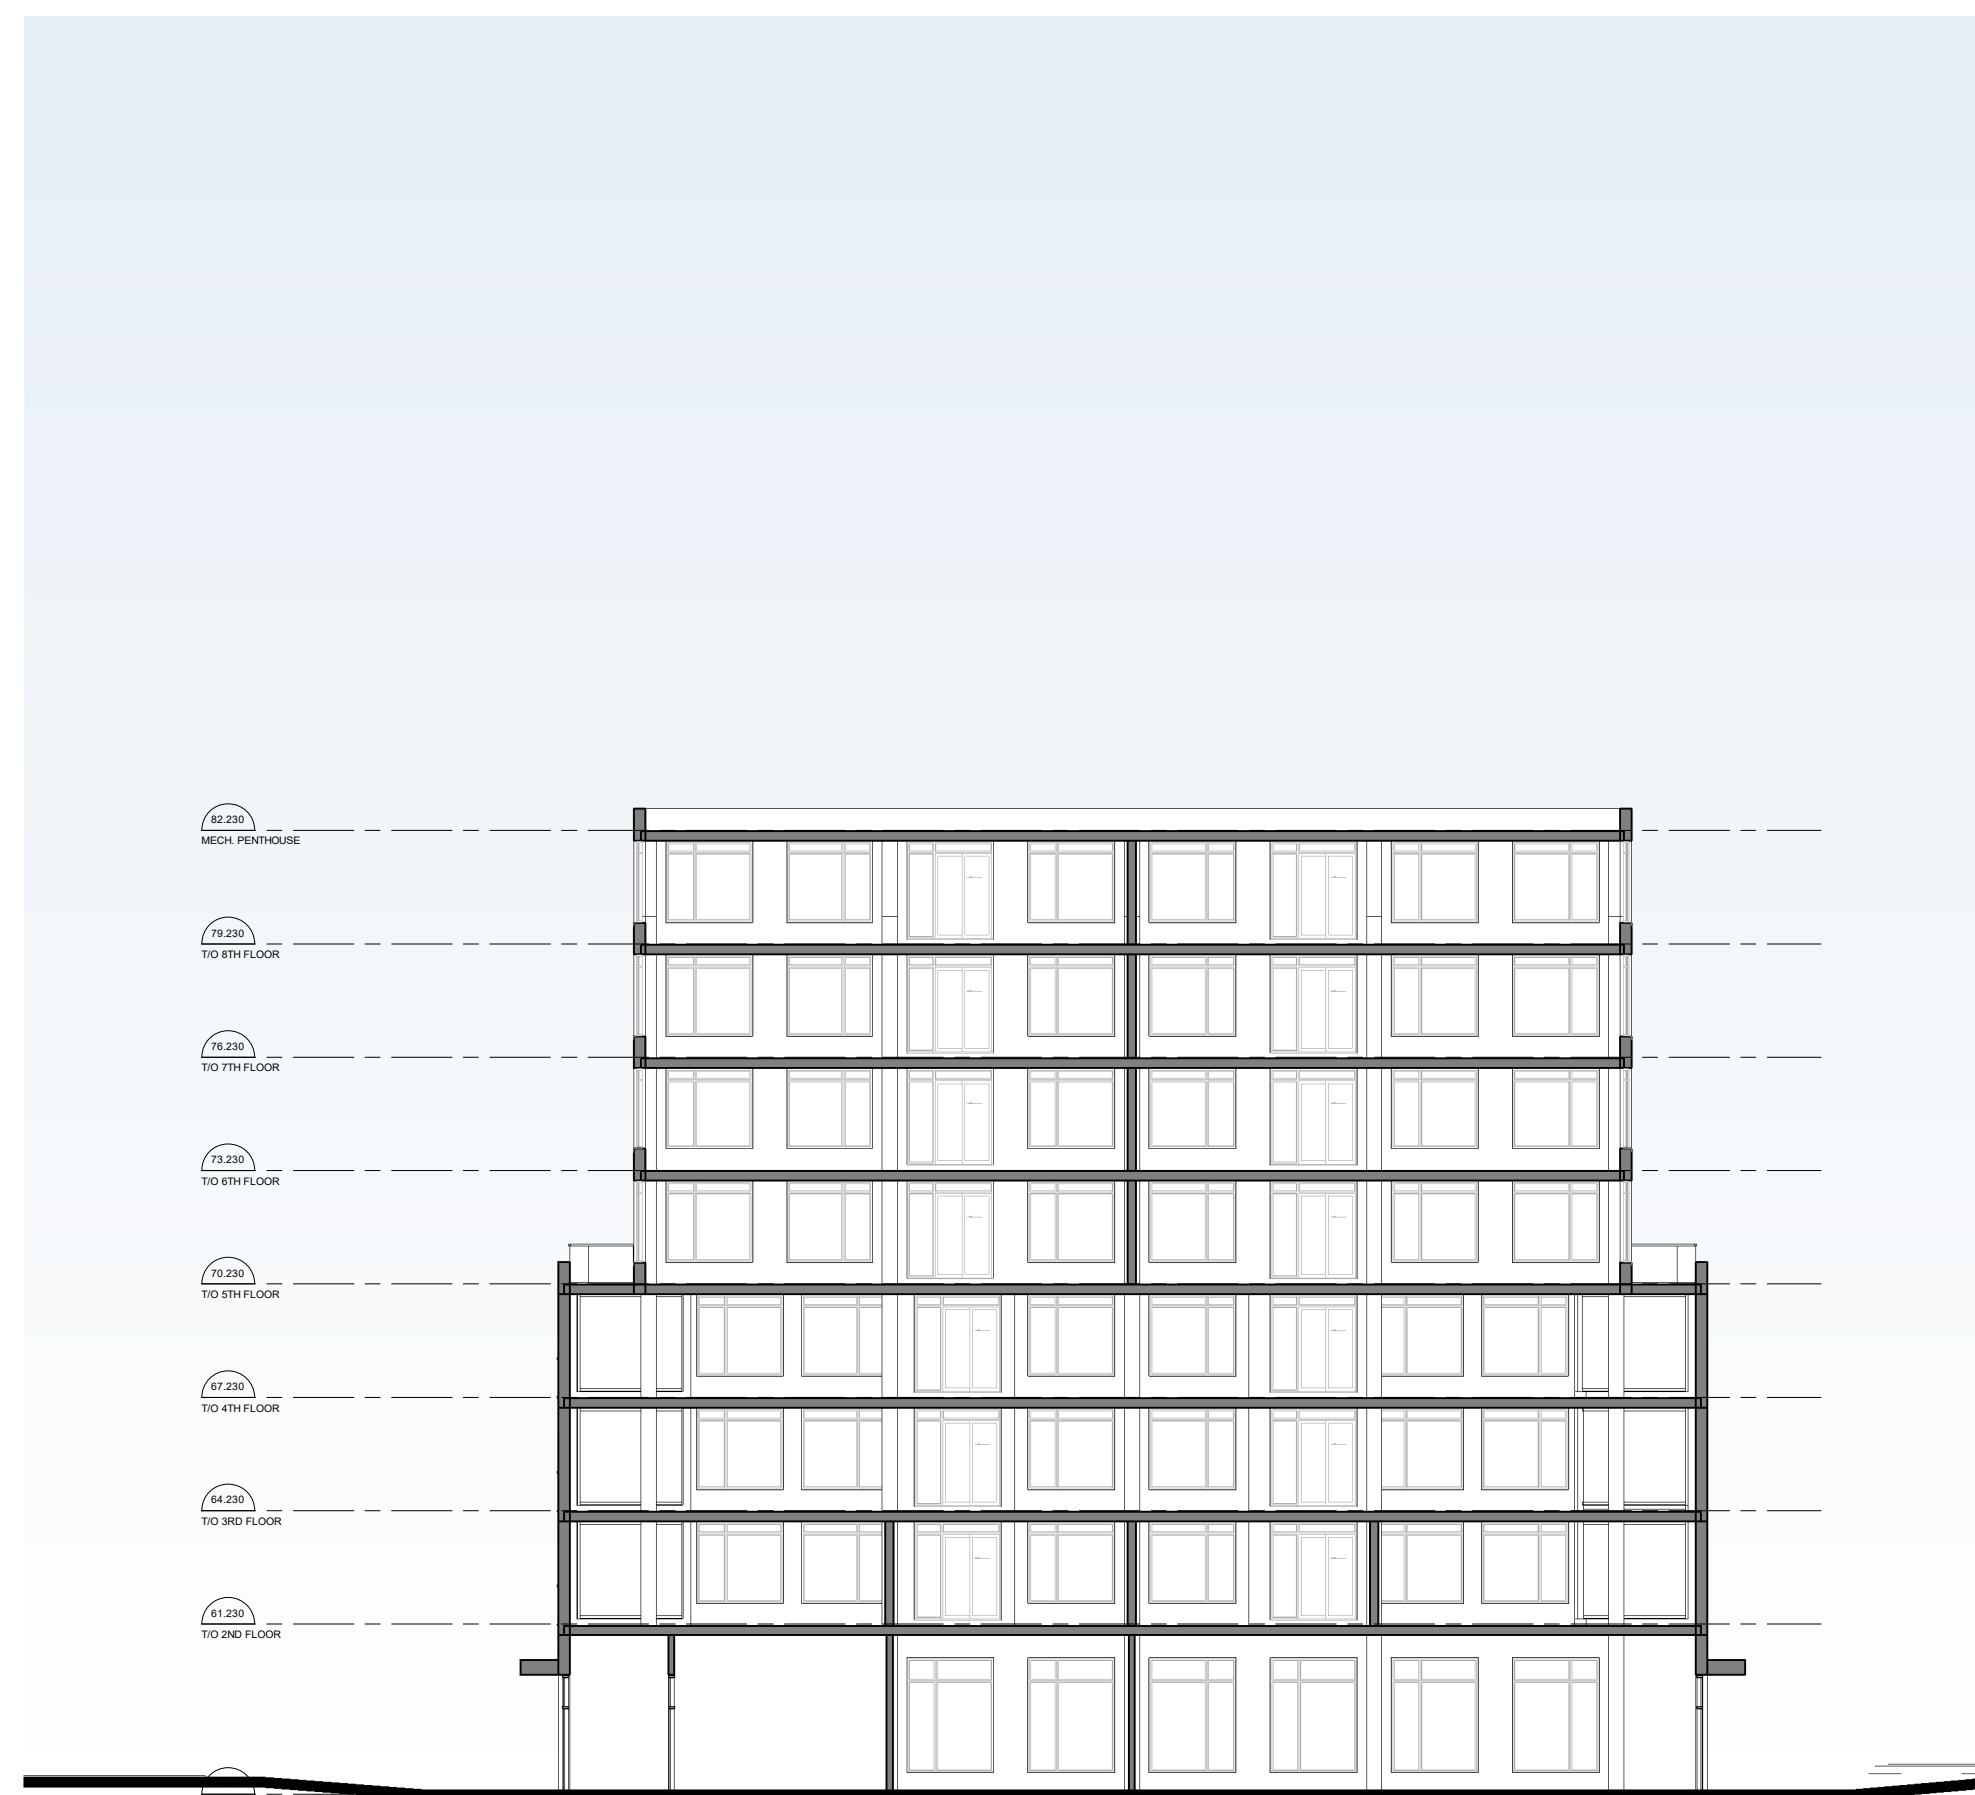 82.230
MECH. PENTHOUSE
79.230
T/O 8TH FLOOR
76.230
T/O 7TH FLOOR
73.230
T/O 6TH FLOOR
70.230
T/O 5TH FLOOR
67.230
T/O 4TH FLOOR
64.230
T/O 3RD FLOOR
61.230
T/O 2ND FLOOR